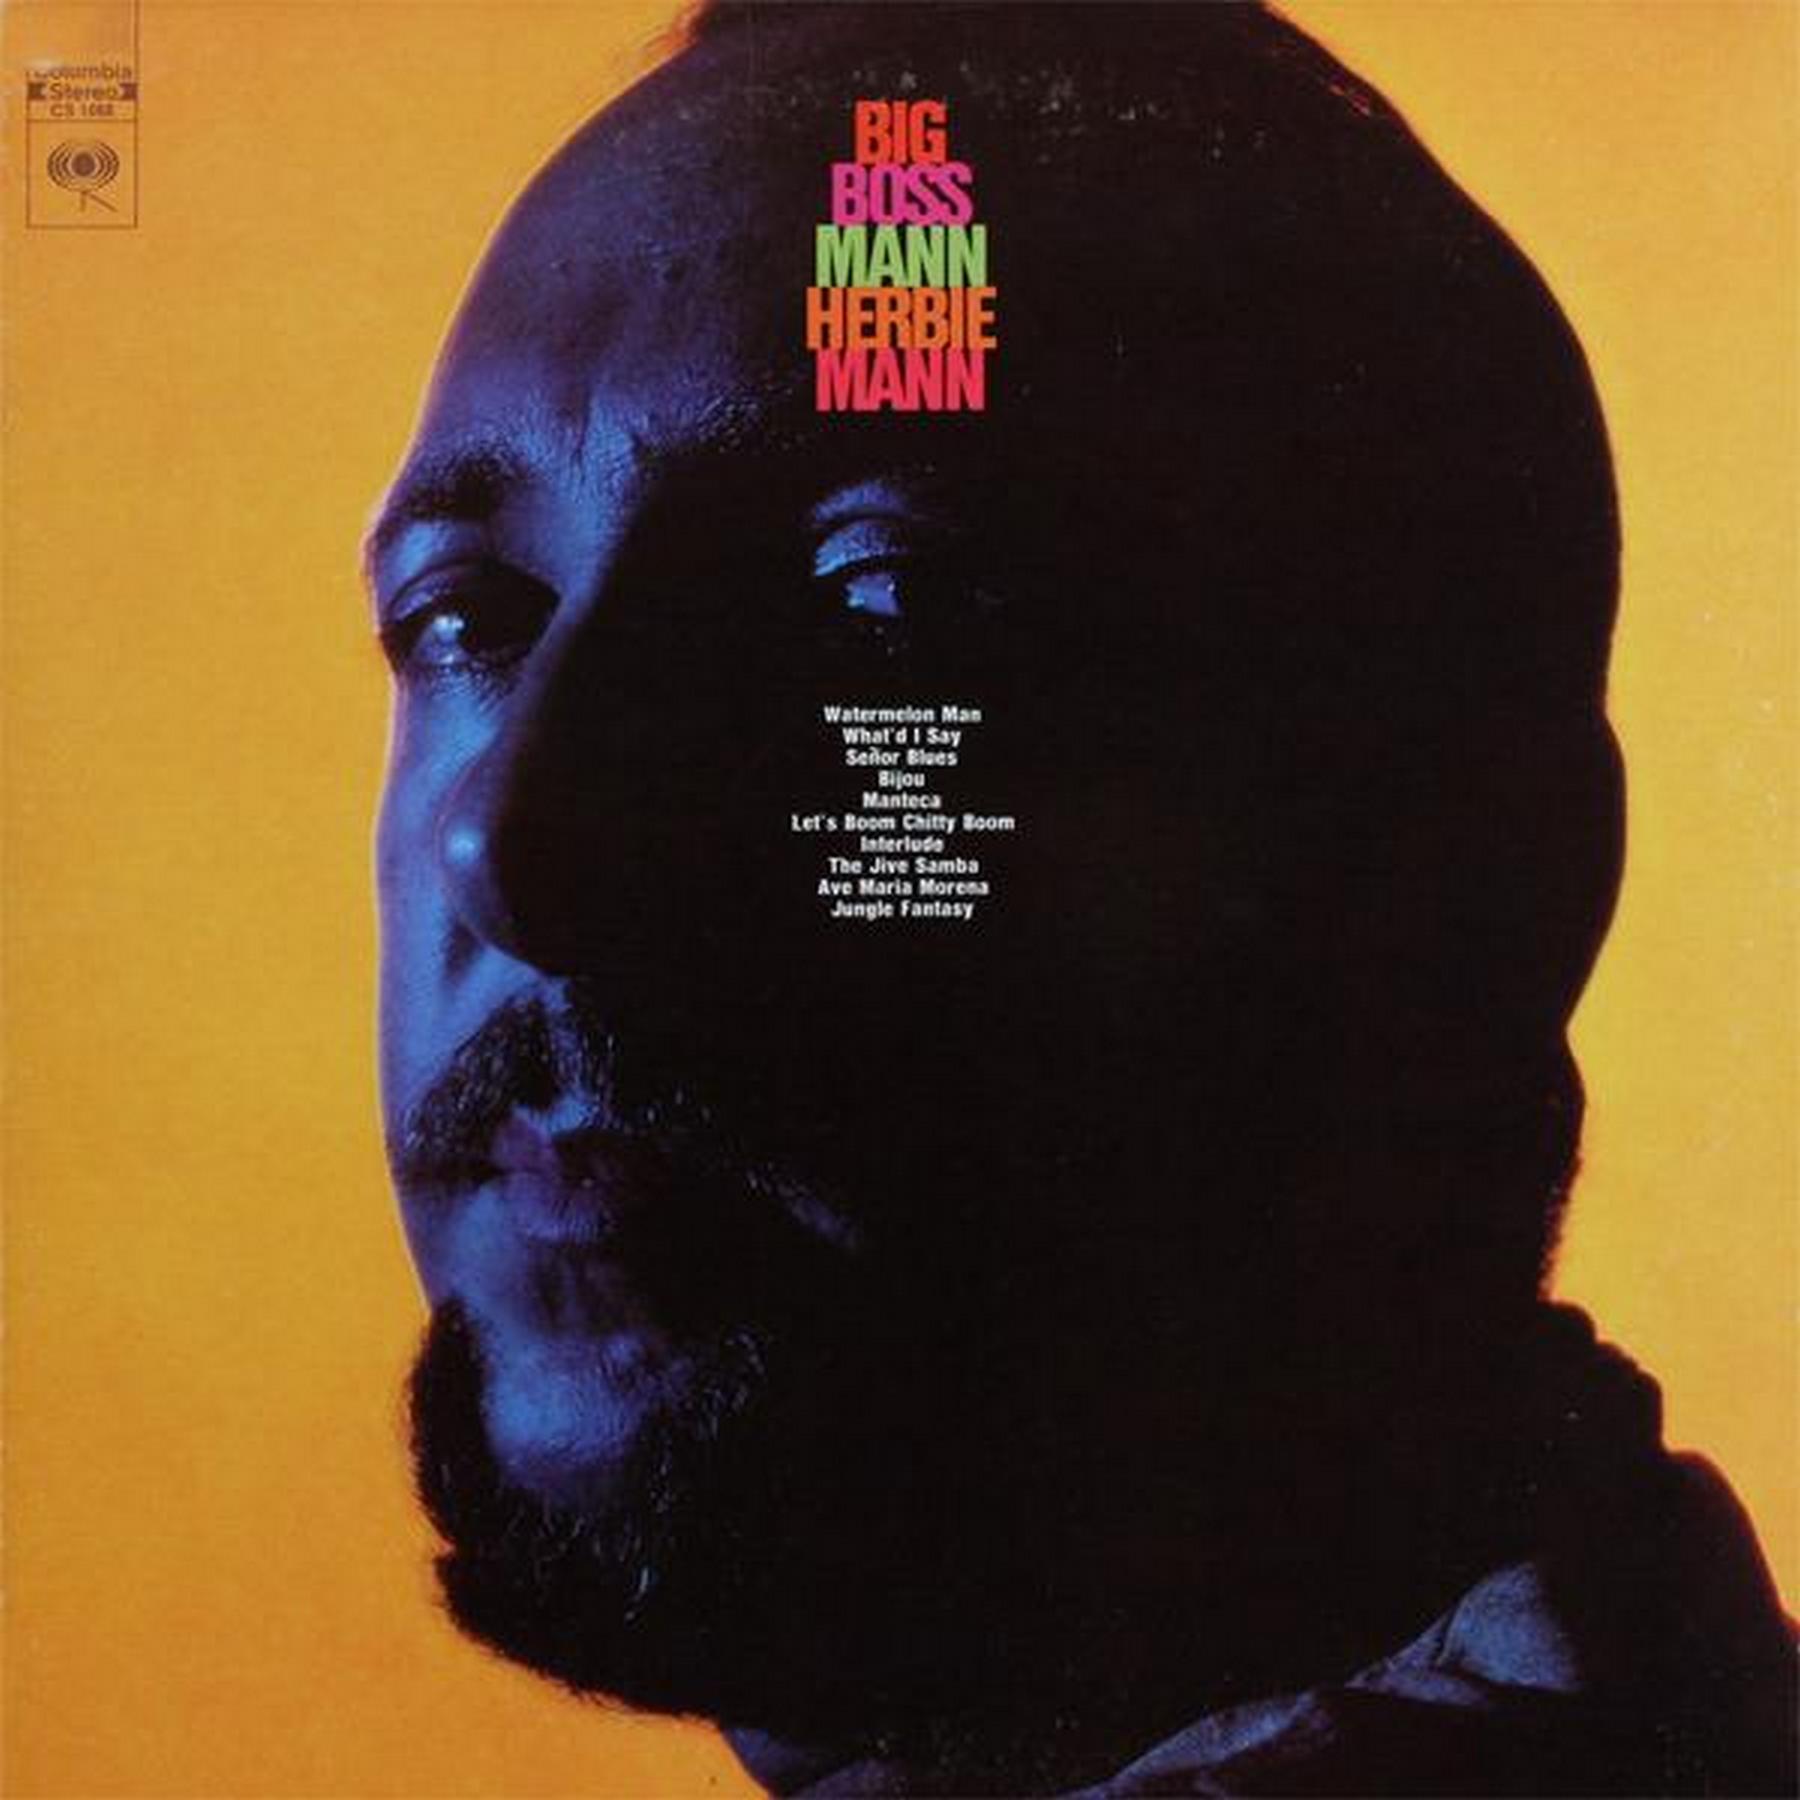 Columbia
Stereo
CS 1068
BIG
BOSS
MANN
HERBIE
MANN
Watermelon Man
What'd I Say
Señor Blues
Bijou
Manteca
Let's Boom Chitty Boom
Interlude
The Jive Samba
Ave Maria Morena
Jungle Fantasy